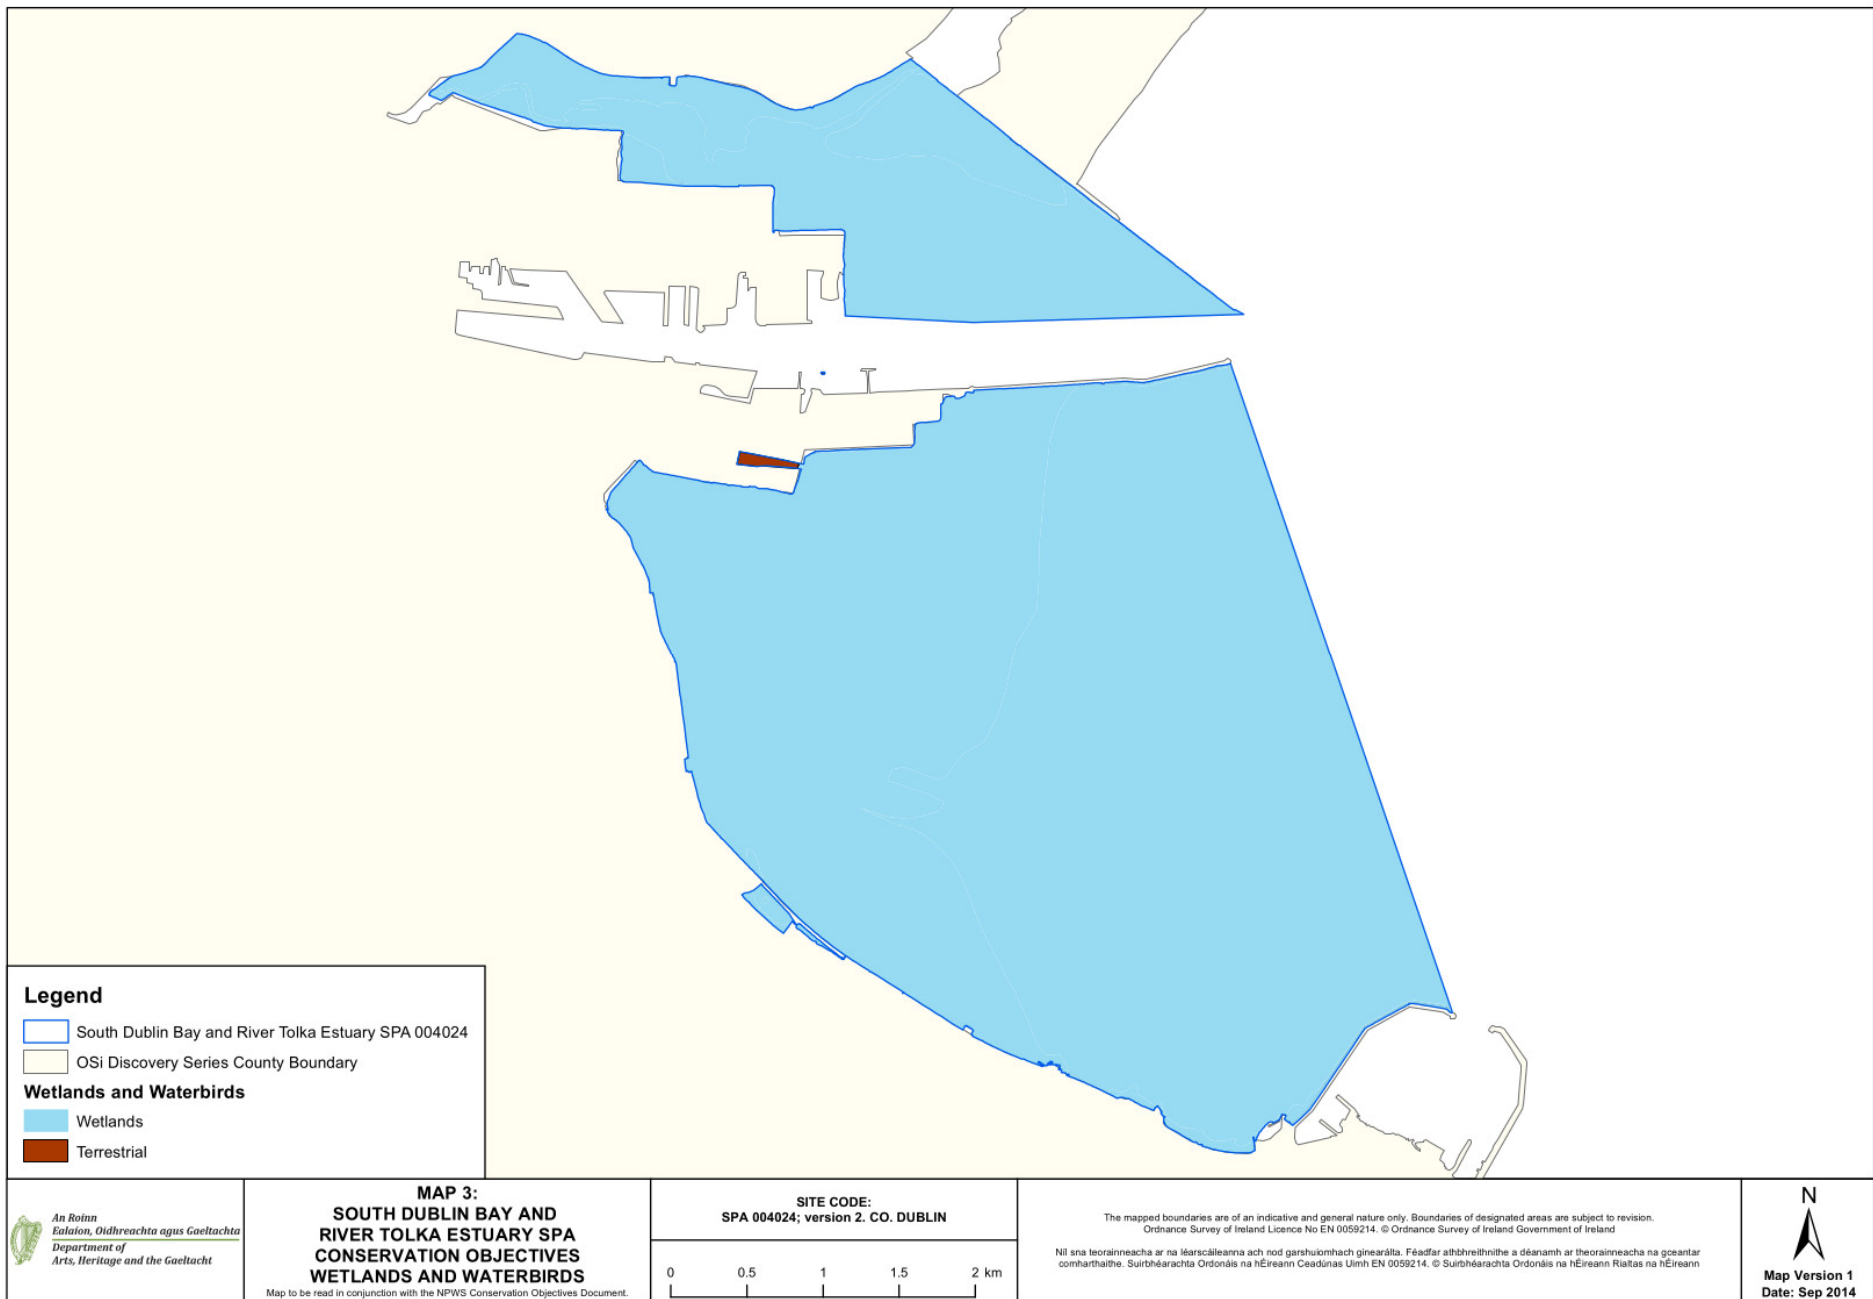 Legend
South Dublin Bay and River Tolka Estuary SPA 004024
OSi Discovery Series County Boundary
Wetlands and Waterbirds
Wetlands
Terrestrial
An Roinn
Ealaíon, Oidhreachta agus Gaeltachta
Department of
Arts, Heritage and the Gaeltacht
MAP 3:
SOUTH DUBLIN BAY AND
RIVER TOLKA ESTUARY SPA
CONSERVATION OBJECTIVES
WETLANDS AND WATERBIRDS
Map to be read in conjunction with the NPWS Conservation Objectives Document.
SITE CODE:
SPA 004024; version 2. CO. DUBLIN
0 0.5 1 1.5 2 km
The mapped boundaries are of an indicative and general nature only. Boundaries of designated areas are subject to revision.
Ordnance Survey of Ireland Licence No EN 0059214. © Ordnance Survey of Ireland Government of Ireland
Níl sna teorainneacha ar na léarscáileanna ach nod garshuíomhach ginearálta. Féadfar athbhreithnithe a déanamh ar theorainneacha na gceantar
comharthaithe. Suirbhéarachta Ordonáis na hÉireann Ceadúnas Uimh EN 0059214. © Suirbhéarachta Ordonáis na hÉireann Rialtas na hÉireann
N
Map Version 1
Date: Sep 2014